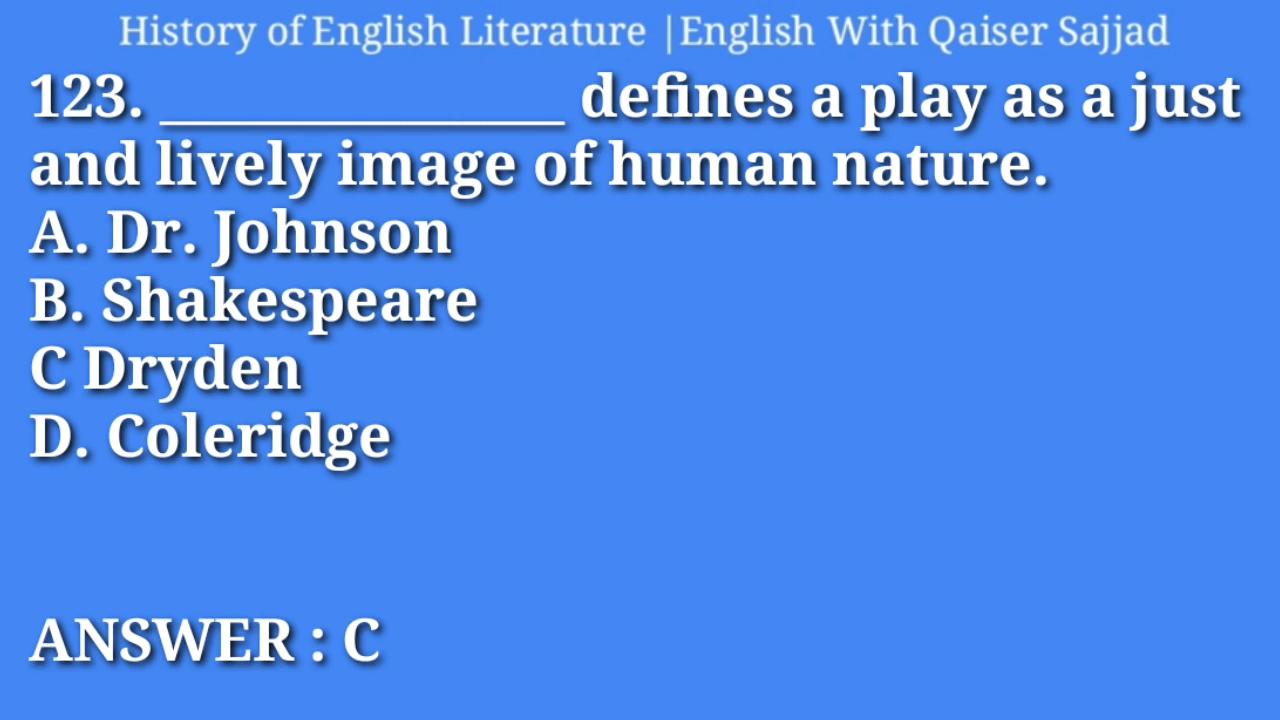 History of English Literature |English With Qaiser Sajjad
123. _______________ defines a play as a just
and lively image of human nature.
A. Dr. Johnson
B. Shakespeare
C Dryden
D. Coleridge
ANSWER : C